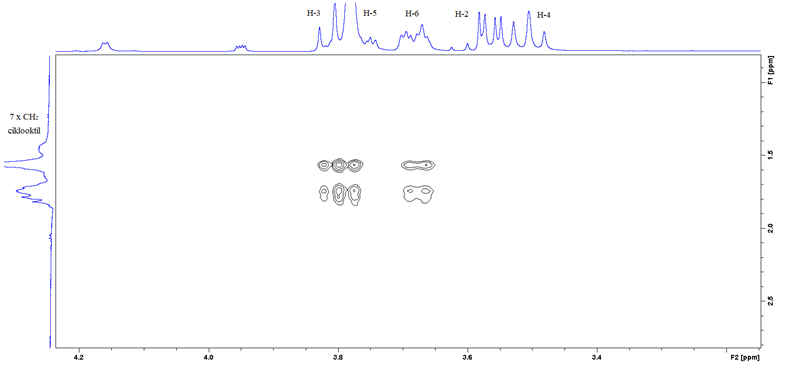 H-3 H-5 H-6 H-2 H-4
7 x CH₂
ciklooktil
F1 [ppm]
1.5
2.0
2.5
4.2 4.0 3.8 3.6 3.4 F2 [ppm]